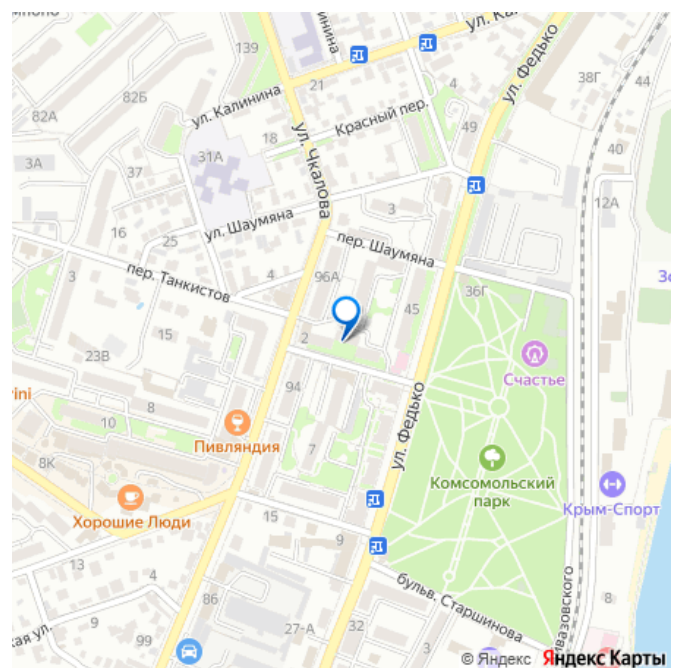 139
ул. Калинина
21
ул. Федько
38Г
44
82Б
82А
ул. Калинина
18
Красный пер.
4
49
40
3А
37
31А
ул. Чкалова
12А
16
25
ул. Шаумяна
3
пер. Шаумяна
3
пер. Танкистов
4
96А
36Г
45
2
15
23В
Счастье
94
8
10
Пивляндия
ул. Федько
7
8К
Комсомольский
парк
Крым-Спорт
Хорошие Люди
15
9
13
4
бульв. Старшинова
86
8
99
27-А
32
© Яндекс Яндекс Карты